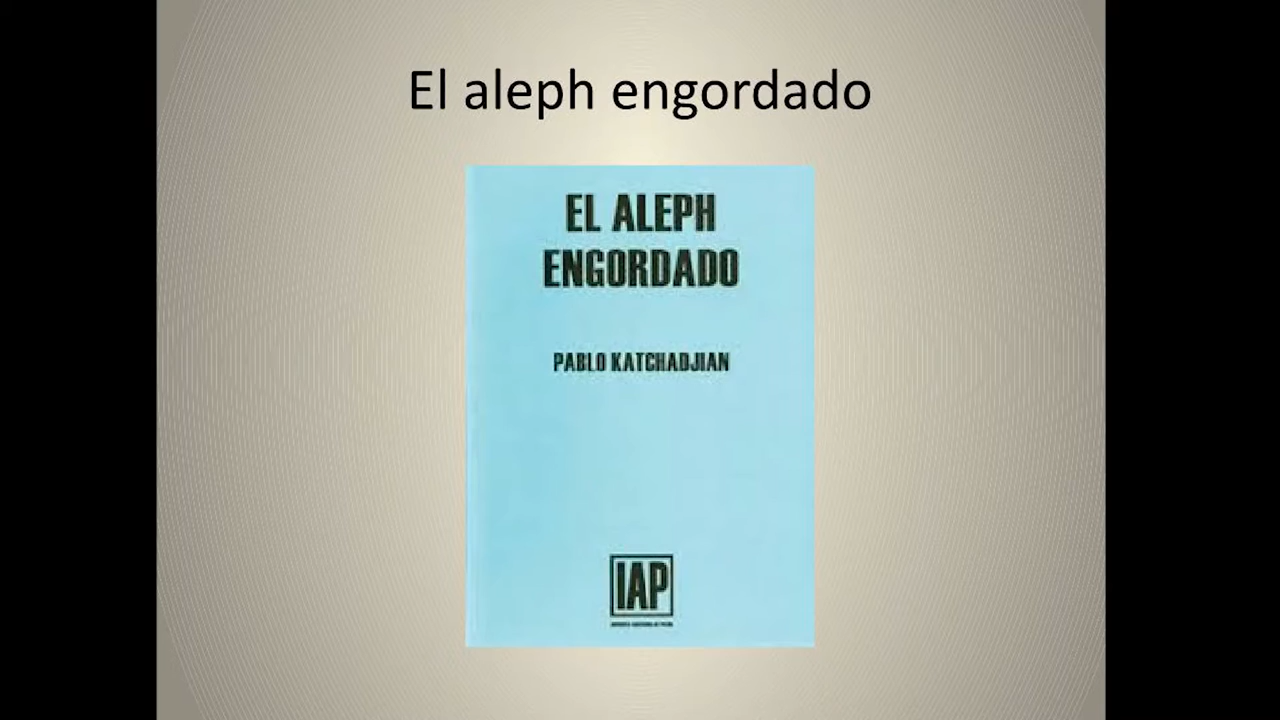 El aleph engordado
EL ALEPH
ENGORDADO
PABLO KATCHADJIAN
IAP